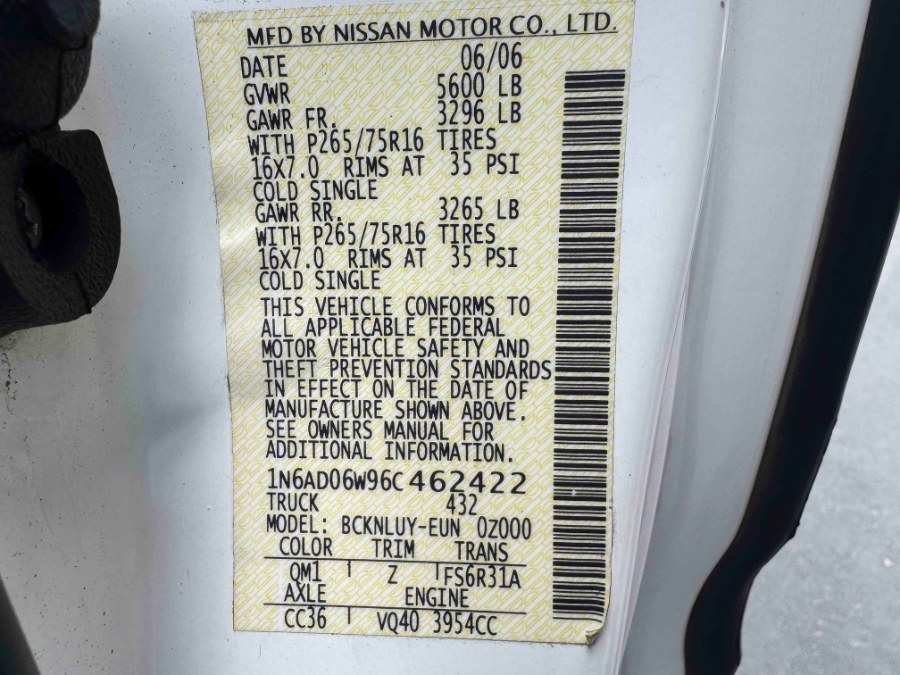 MFD BY NISSAN MOTOR CO., LTD.
DATE 06/06
GVWR 5600 LB
GAWR FR. 3296 LB
WITH P265/75R16 TIRES
16X7.0 RIMS AT 35 PSI
COLD SINGLE
GAWR RR. 3265 LB
WITH P265/75R16 TIRES
16X7.0 RIMS AT 35 PSI
COLD SINGLE
THIS VEHICLE CONFORMS TO
ALL APPLICABLE FEDERAL
MOTOR VEHICLE SAFETY AND
THEFT PREVENTION STANDARDS
IN EFFECT ON THE DATE OF
MANUFACTURE SHOWN ABOVE.
SEE OWNERS MANUAL FOR
ADDITIONAL INFORMATION.
1N6AD06W96C462422
TRUCK 432
MODEL: BCKNLUY-EUN 0Z000
COLOR TRIM TRANS
QM1 Z FS6R31A
AXLE ENGINE
CC36 VQ40 3954CC